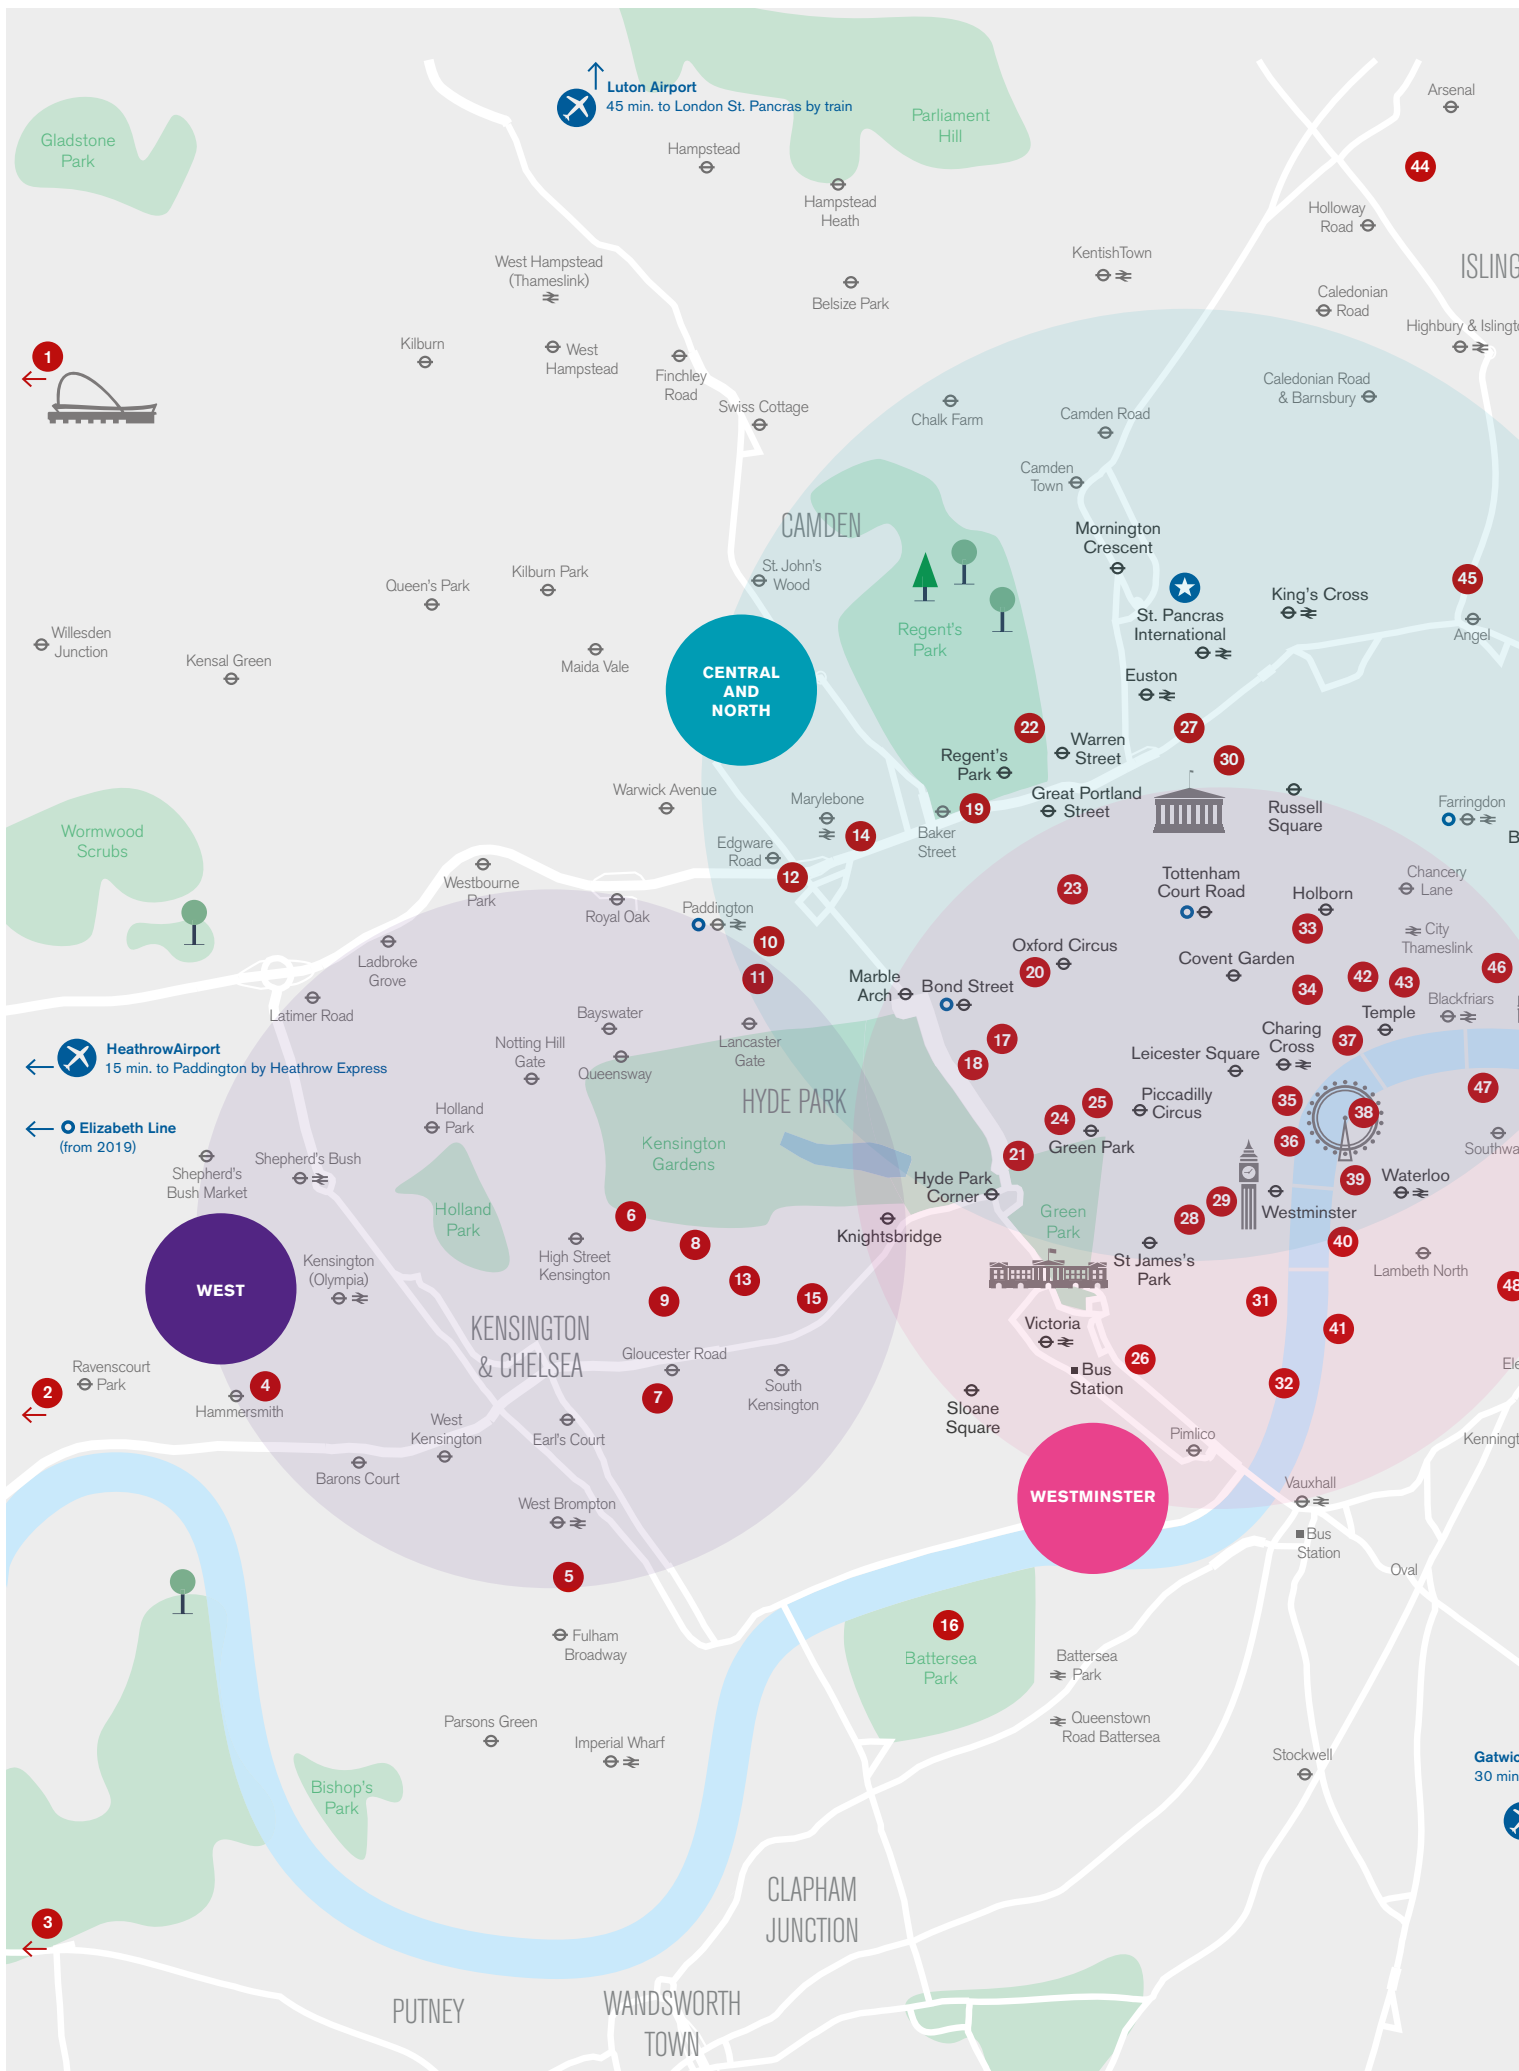 Luton Airport
45 min. to London St. Pancras by train
Gladstone
Park
Parliament
Hill
Arsenal
44
Hampstead
Hampstead
Heath
Holloway
Road
West Hampstead
(Thameslink)
KentishTown
ISLING
Belsize Park
Caledonian
Road
Highbury & Islingto
1
Kilburn
West
Hampstead
Finchley
Road
Swiss Cottage
Chalk Farm
Camden Road
Caledonian Road
& Barnsbury
Camden
Town
CAMDEN
Mornington
Crescent
St. John's
Wood
Queen's Park
Kilburn Park
King's Cross
45
St. Pancras
International
Angel
Regent's
Park
Willesden
Junction
Kensal Green
Maida Vale
CENTRAL
AND
NORTH
Euston
22
27
Warren
Street
Regent's
Park
30
Warwick Avenue
Marylebone
19
Great Portland
Street
Russell
Square
Farringdon
B
Wormwood
Scrubs
14
Baker
Street
Edgware
Road
12
Westbourne
Park
23
Tottenham
Court Road
Holborn
Chancery
Lane
Royal Oak
Paddington
33
City
Thameslink
10
Oxford Circus
Covent Garden
Ladbroke
Grove
11
Marble
Arch
Bond Street
20
34
42
43
46
Latimer Road
Blackfriars
Temple
Bayswater
Lancaster
Gate
17
Charing
Cross
37
Notting Hill
Gate
Queensway
18
Leicester Square
HeathrowAirport
15 min. to Paddington by Heathrow Express
HYDE PARK
25
Piccadilly
Circus
35
38
47
Holland
Park
Elizabeth Line
(from 2019)
24
Green Park
36
Southwa
Kensington
Gardens
21
Shepherd's
Bush Market
Shepherd's Bush
Hyde Park
Corner
39
Waterloo
Holland
Park
6
Knightsbridge
Green
Park
28
29
Westminster
8
High Street
Kensington
St James's
Park
40
Lambeth North
WEST
Kensington
(Olympia)
13
9
15
31
48
KENSINGTON
& CHELSEA
Victoria
41
Gloucester Road
26
Ravenscourt
Park
2
4
Hammersmith
7
South
Kensington
Bus
Station
32
Ele
Sloane
Square
West
Kensington
Earl's Court
Pimlico
Kenningt
Barons Court
WESTMINSTER
Vauxhall
West Brompton
Bus
Station
5
Oval
16
Fulham
Broadway
Battersea
Park
Battersea
Park
Parsons Green
Imperial Wharf
Queenstown
Road Battersea
Stockwell
Gatwic
30 min
Bishop's
Park
3
CLAPHAM
JUNCTION
PUTNEY
WANDSWORTH
TOWN